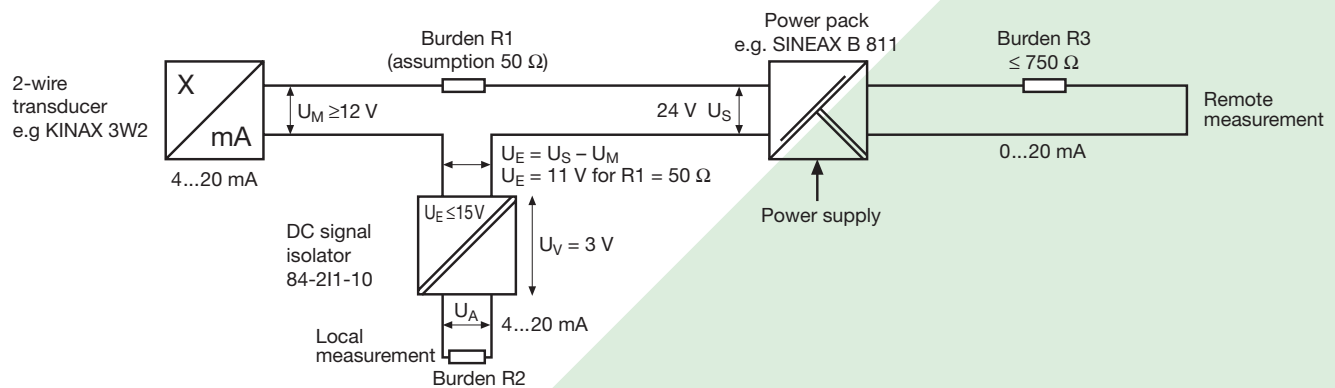 Power pack
e.g. SINEAX B 811
Burden R1
(assumption 50 Ω)
Burden R3
≤ 750 Ω
2-wire
transducer
e.g KINAX 3W2
X
mA
U_M ≥12 V
24 V U_S
Remote
measurement
4...20 mA
U_E = U_S – U_M
U_E = 11 V for R1 = 50 Ω
0...20 mA
Power supply
DC signal
isolator
84-2I1-10
U_E ≤15V
U_V = 3 V
U_A
4...20 mA
Local
measurement
Burden R2